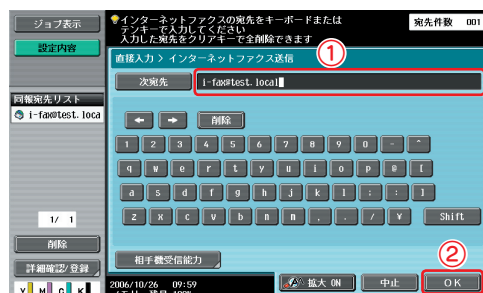 ジョブ表示
設定内容
インターネットファクスの宛先をキーボードまたは
テンキーで入力してください
入力した宛先をクリアキーで全削除できます
宛先件数 001
①
直接入力 > インターネットファクス送信
次宛先 i-fax@test.local
同報宛先リスト
i-fax@test.loca
← → 削除
1 2 3 4 5 6 7 8 9 0 - ^
q w e r t y u i o p @ [
a s d f g h j k l ; : ]
z x c v b n m , . / ¥ Shift
1/ 1
削除
詳細確認/登録
相手機受信能力
②
2006/10/26 09:59
拡大 ON 中止 OK
Y M C K